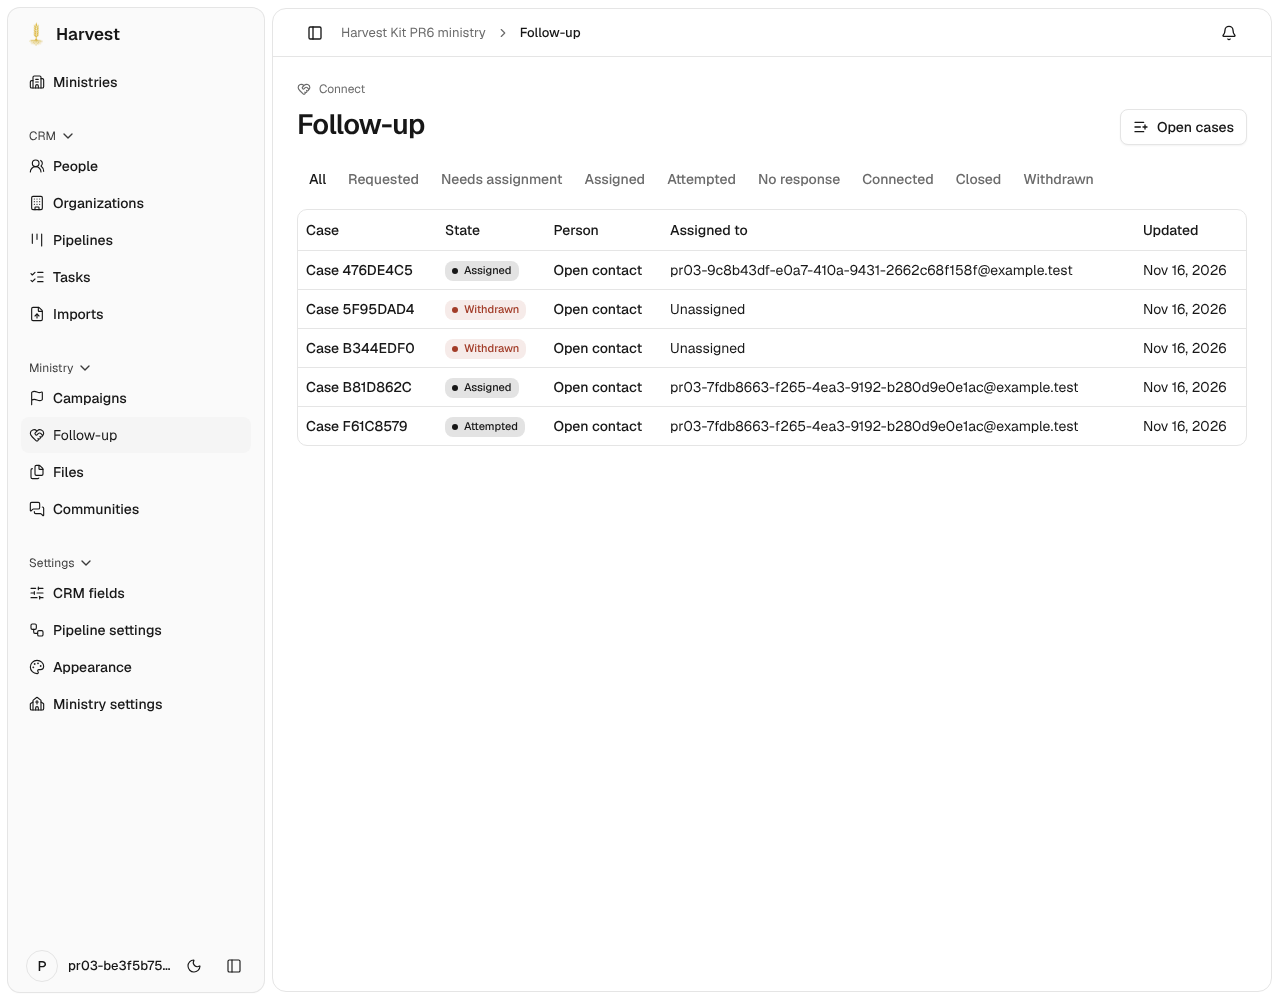 Harvest
Ministries
CRM
People
Organizations
Pipelines
Tasks
Imports
Ministry
Campaigns
Follow-up
Files
Communities
Settings
CRM fields
Pipeline settings
Appearance
Ministry settings
P pr03-be3f5b75...
Harvest Kit PR6 ministry > Follow-up
Connect
Follow-up
Open cases
All Requested Needs assignment Assigned Attempted No response Connected Closed Withdrawn
Case State Person Assigned to Updated
Case 476DE4C5 Assigned Open contact pr03-9c8b43df-e0a7-410a-9431-2662c68f158f@example.test Nov 16, 2026
Case 5F95DAD4 Withdrawn Open contact Unassigned Nov 16, 2026
Case B344EDF0 Withdrawn Open contact Unassigned Nov 16, 2026
Case B81D862C Assigned Open contact pr03-7fdb8663-f265-4ea3-9192-b280d9e0e1ac@example.test Nov 16, 2026
Case F61C8579 Attempted Open contact pr03-7fdb8663-f265-4ea3-9192-b280d9e0e1ac@example.test Nov 16, 2026